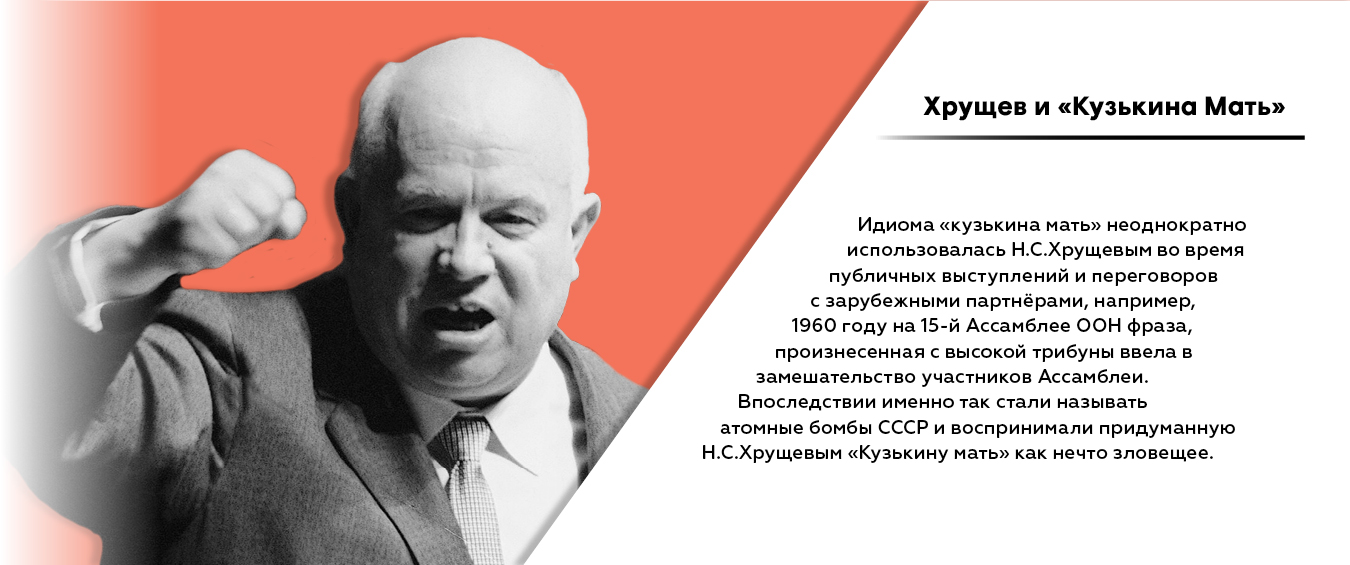 Хрущев и «Кузькина Мать»
Идиома «кузькина мать» неоднократно
использовалась Н.С.Хрущевым во время
публичных выступлений и переговоров
с зарубежными партнёрами, например,
1960 году на 15-й Ассамблее ООН фраза,
произнесенная с высокой трибуны ввела в
замешательство участников Ассамблеи.
Впоследствии именно так стали называть
атомные бомбы СССР и воспринимали придуманную
Н.С.Хрущевым «Кузькину мать» как нечто зловещее.